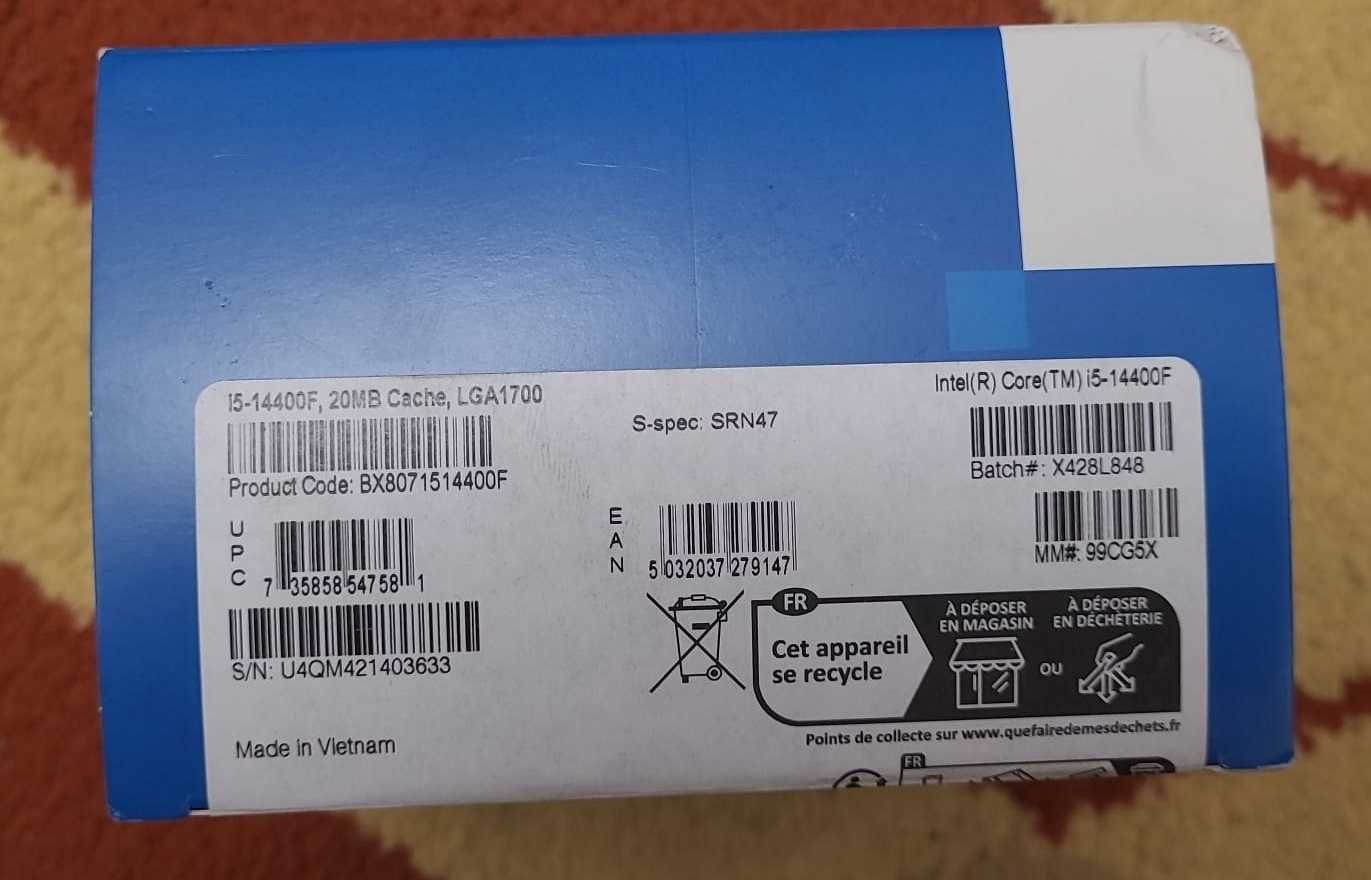 i5-14400F, 20MB Cache, LGA1700
Intel(R) Core(TM) i5-14400F
S-spec: SRN47
Product Code: BX8071514400F
Batch#: X428L848
UPC
7 35858 54758 1
EAN
5 032037 279147
MM#: 99CG5X
S/N: U4QM421403633
FR
Cet appareil
se recycle
À DÉPOSER
EN MAGASIN
OU
À DÉPOSER
EN DÉCHÈTERIE
Points de collecte sur www.quefairedemesdechets.fr
Made in Vietnam
FR